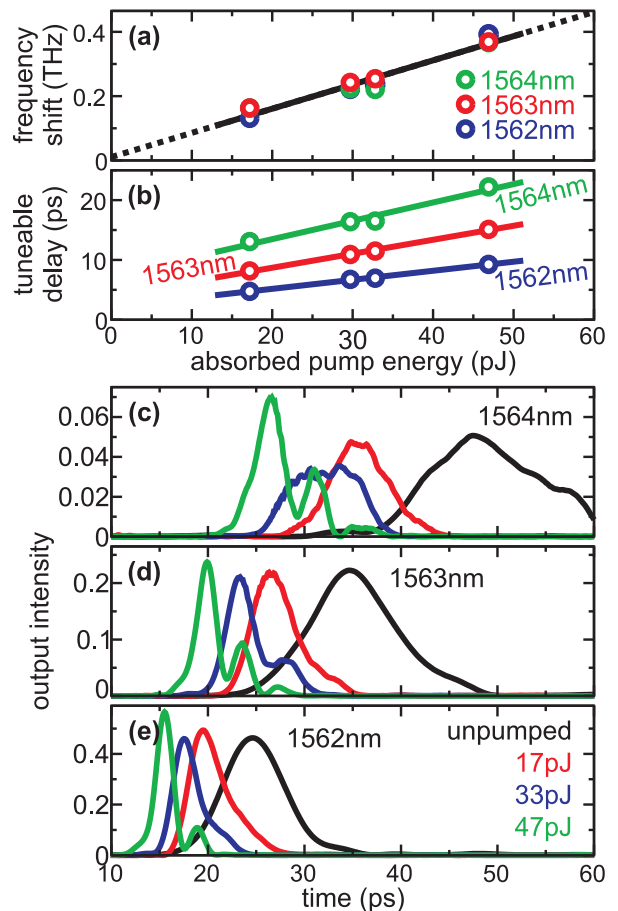 (a)
frequency
shift (THz)
0.4
0.2
0
1564nm
1563nm
1562nm
(b)
tuneable
delay (ps)
20
10
0
1564nm
1563nm
1562nm
0 10 20 30 40 50 60
absorbed pump energy (pJ)
output intensity
(c)
0.06
0.04
0.02
0
1564nm
(d)
0.2
0.1
0
1563nm
(e)
0.4
0.2
0
1562nm
unpumped
17pJ
33pJ
47pJ
10 20 30 40 50 60
time (ps)